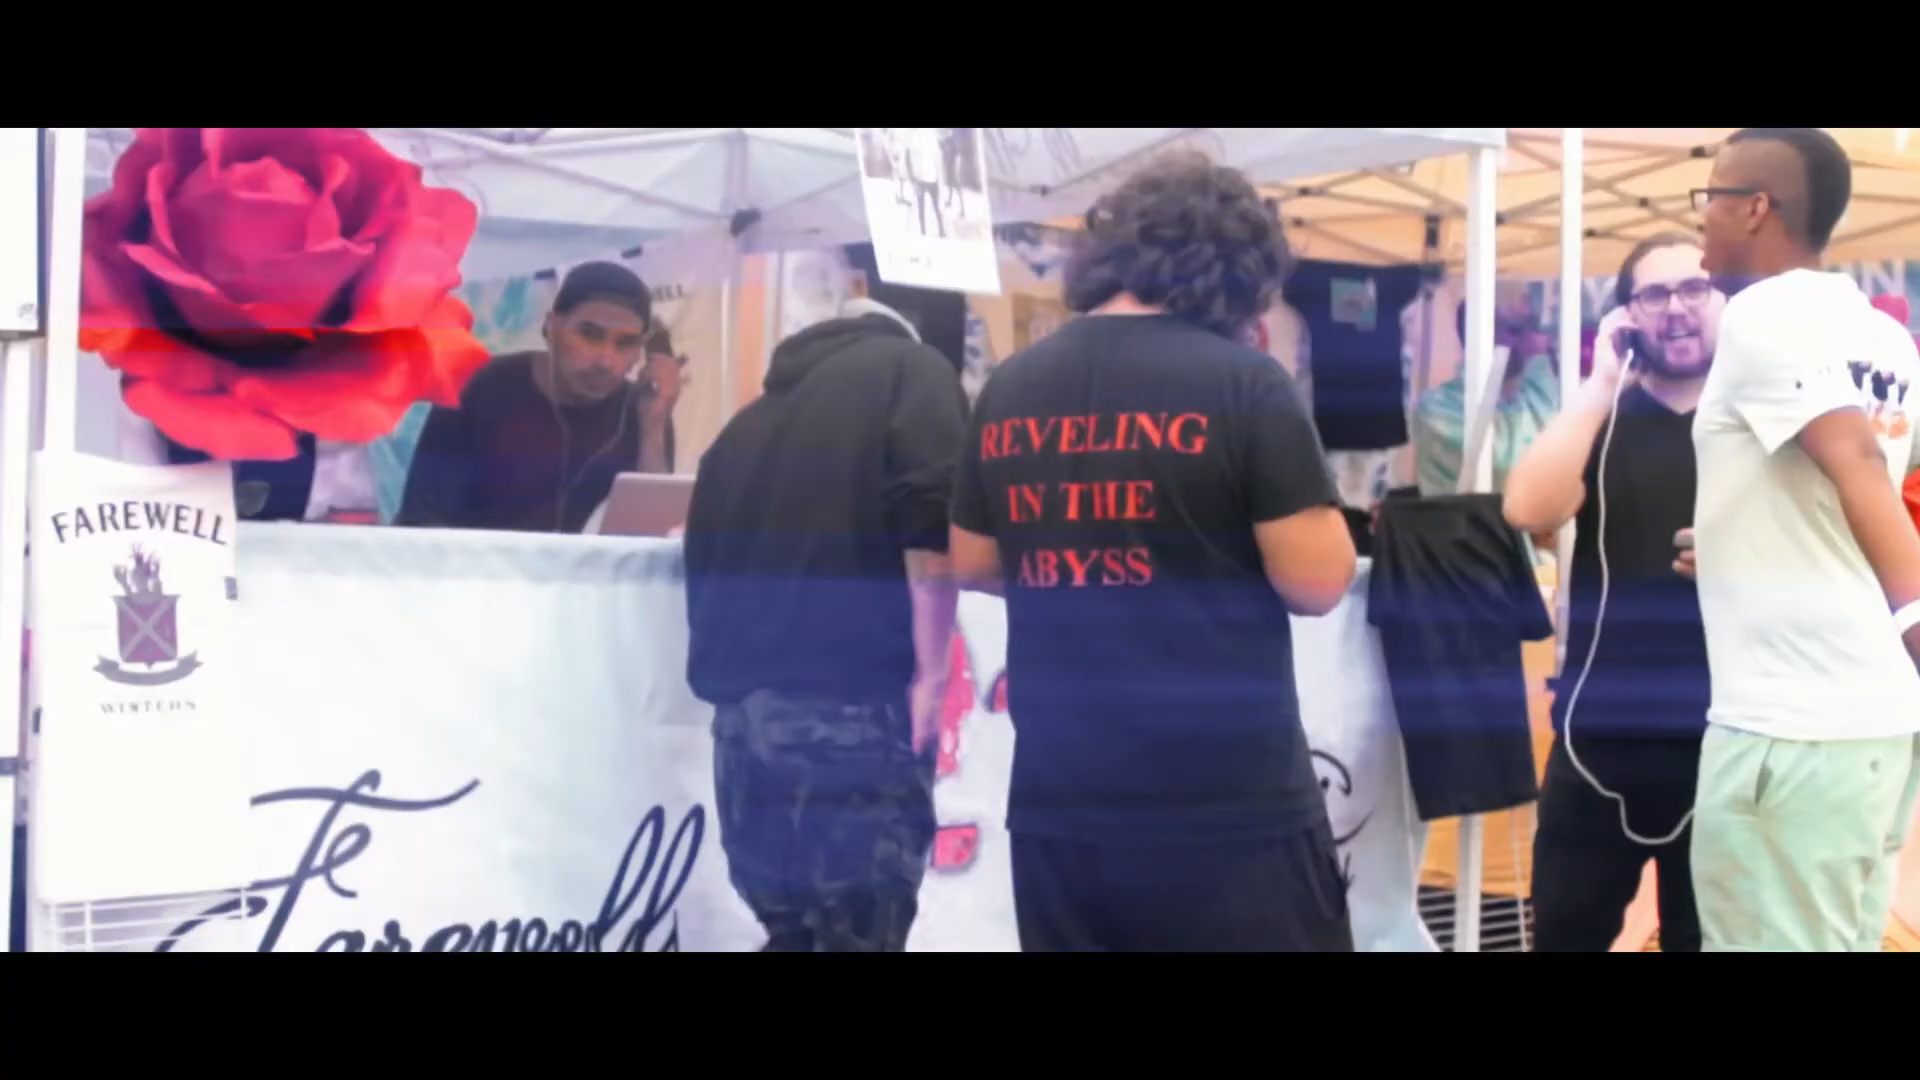 FAREWELL
WINTERS
REVELING
IN THE
ABYSS
Farewell